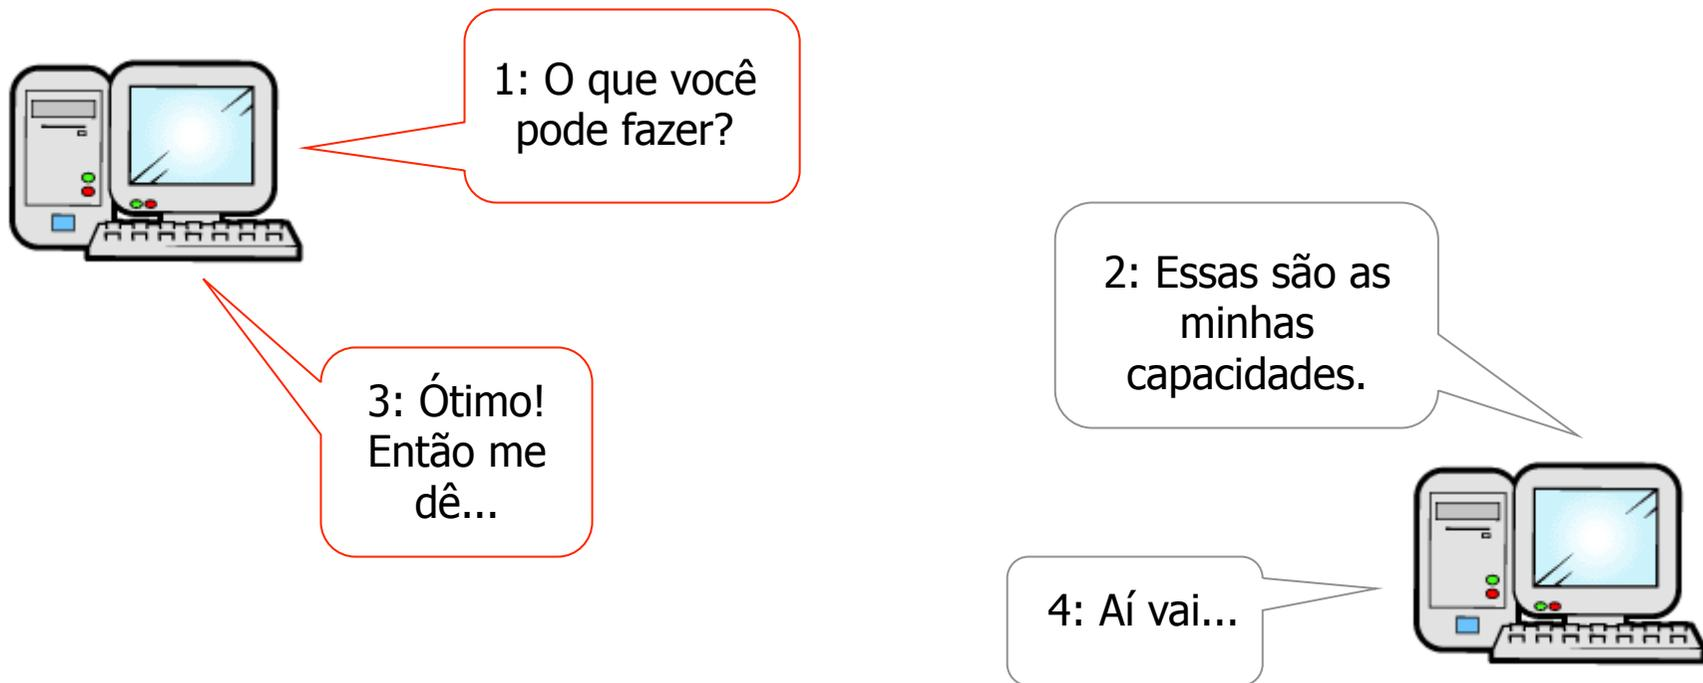 1: O que você
pode fazer?
2: Essas são as
minhas
capacidades.
3: Ótimo!
Então me
dê...
4: Aí vai...